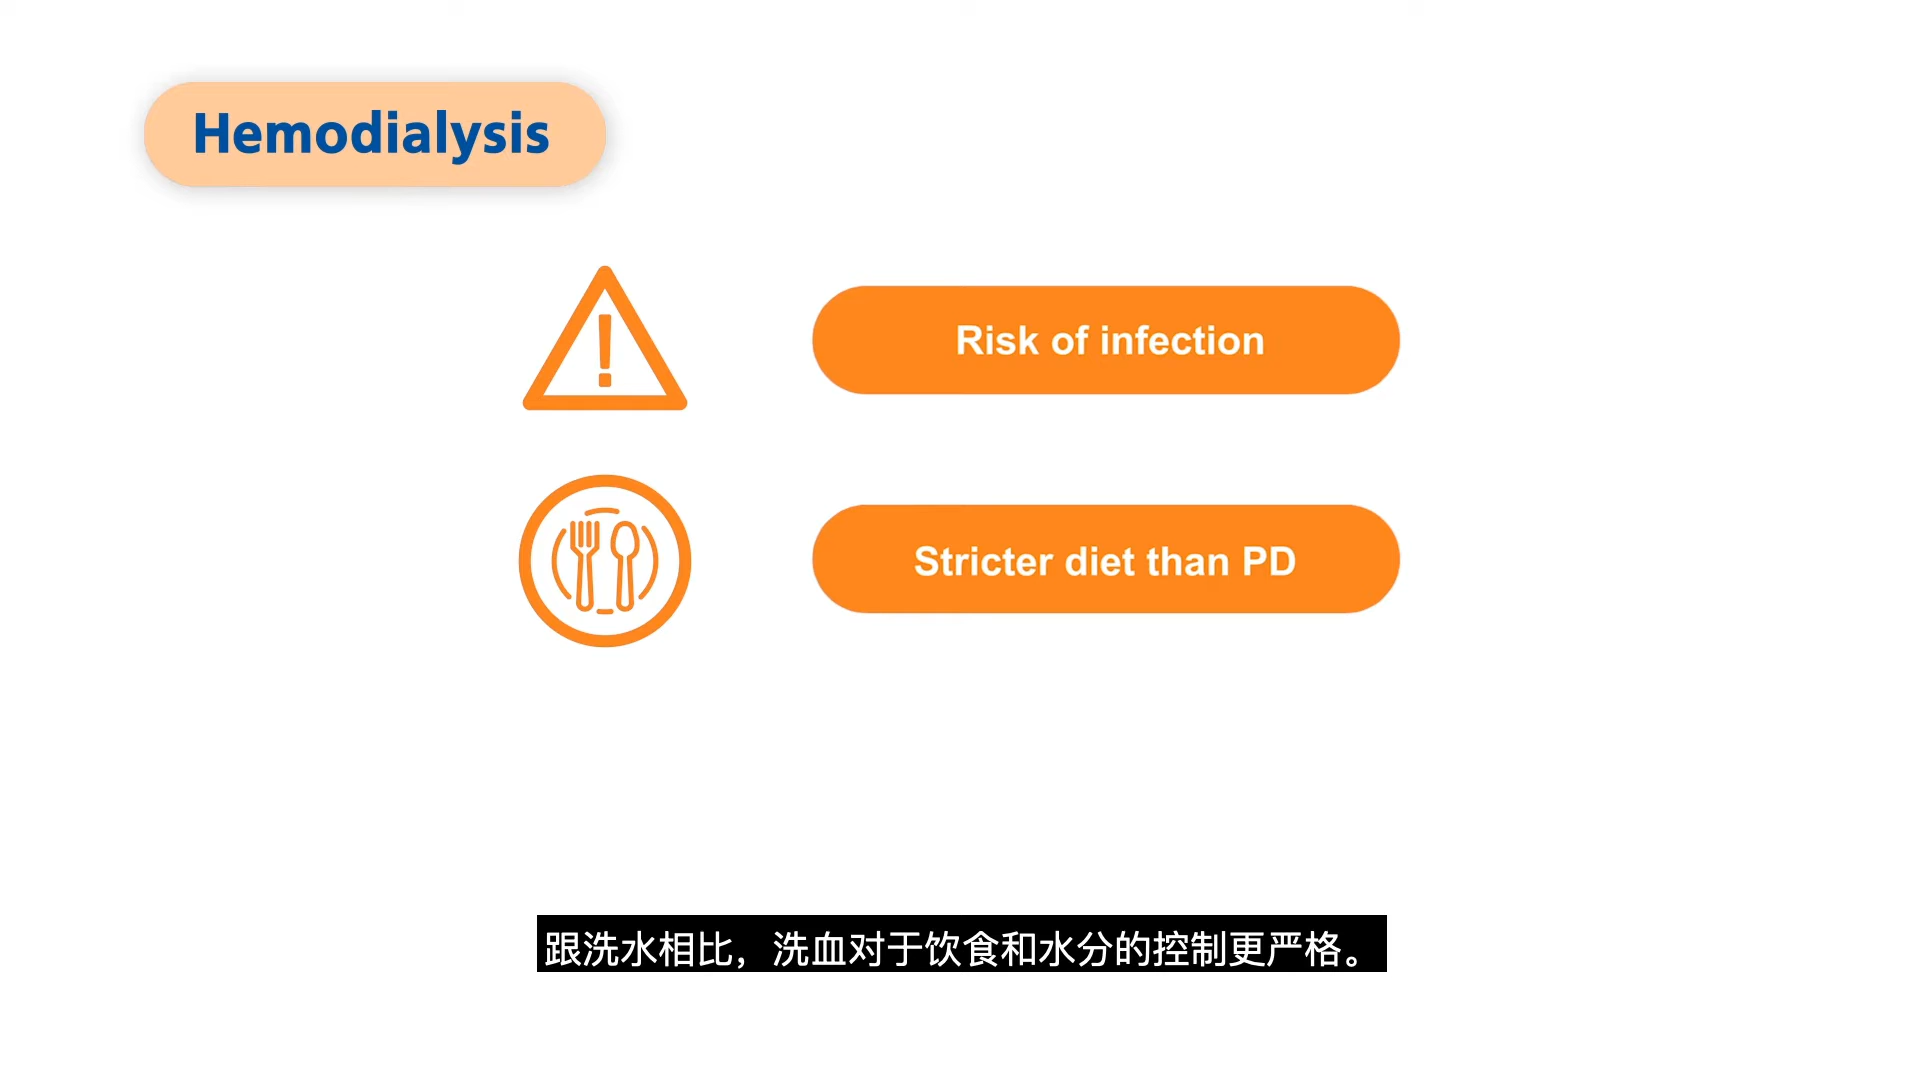 Hemodialysis
Risk of infection
Stricter diet than PD
跟洗水相比，洗血对于饮食和水分的控制更严格。